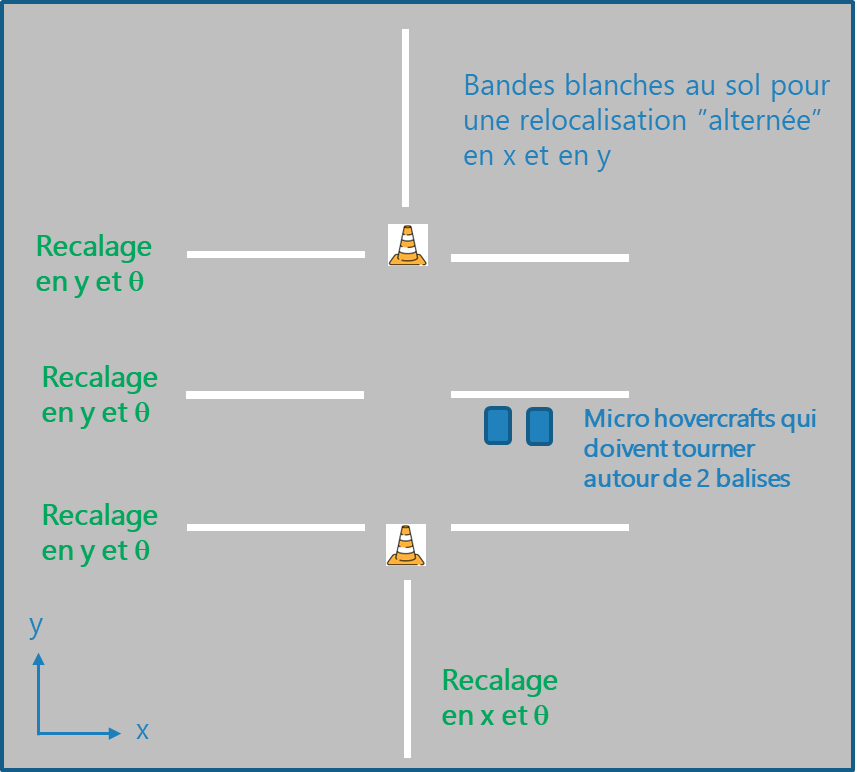 Bandes blanches au sol pour
une relocalisation ”alternée”
en x et en y
Recalage
en y et θ
Recalage
en y et θ
Micro hovercrafts qui
doivent tourner
autour de 2 balises
Recalage
en y et θ
y
x
Recalage
en x et θ